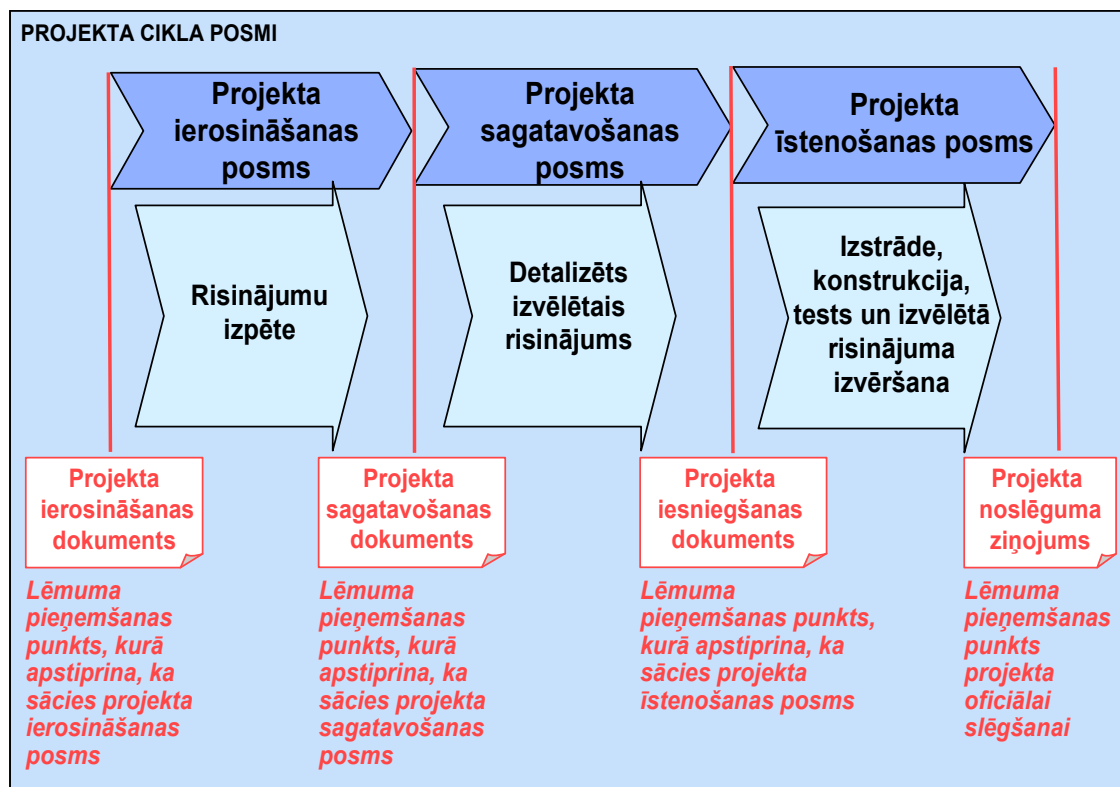 PROJEKTA CIKLA POSMI
Projekta
ierosināšanas
posms
Projekta
sagatavošanas
posms
Projekta
īstenošanas posms
Risinājumu
izpēte
Detalizēts
izvēlētais
risinājums
Izstrāde,
konstrukcija,
tests un izvēlētā
risinājuma
izvēršana
Projekta
ierosināšanas
dokuments
Projekta
sagatavošanas
dokuments
Projekta
iesniegšanas
dokuments
Projekta
noslēguma
ziņojums
Lēmuma
pieņemšanas
punkts, kurā
apstiprina, ka
sācies projekta
ierosināšanas
posms
Lēmuma
pieņemšanas
punkts, kurā
apstiprina, ka
sācies projekta
sagatavošanas
posms
Lēmuma
pieņemšanas punkts,
kurā apstiprina, ka
sācies projekta
īstenošanas posms
Lēmuma
pieņemšanas
punkts
projekta
oficiālai
slēgšanai